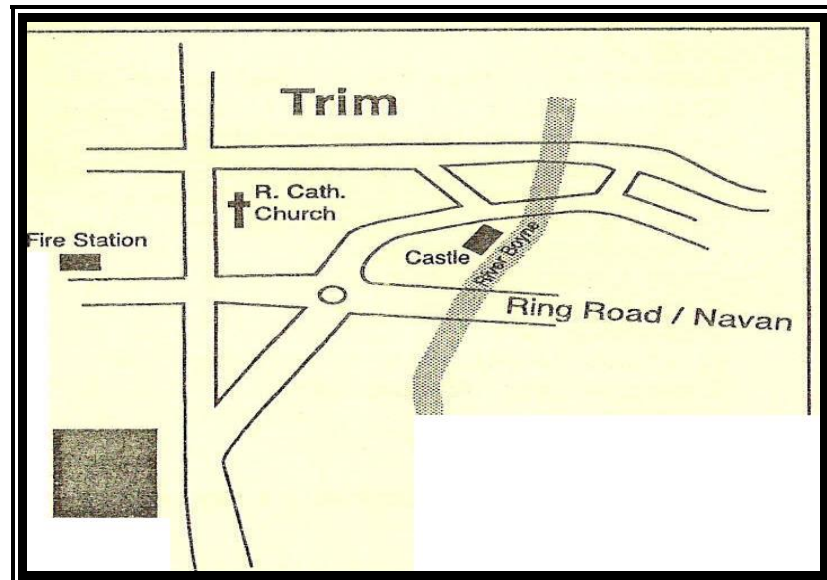 Trim
R. Cath.
Church
Fire Station
Castle
River Boyne
Ring Road / Navan